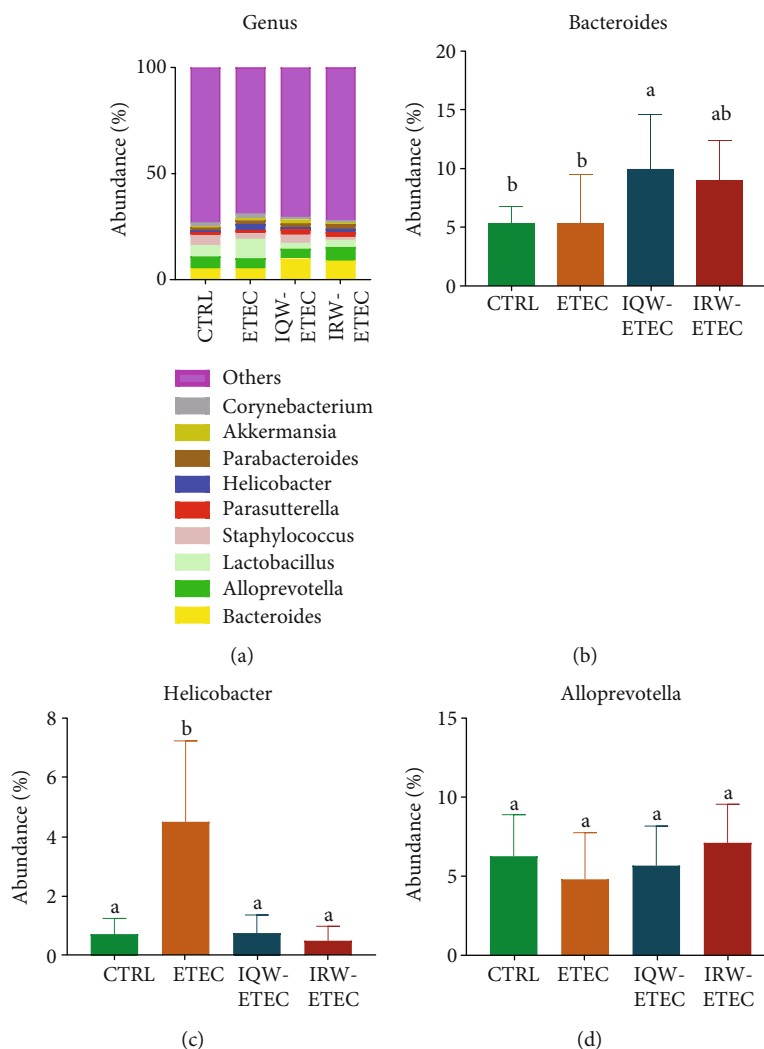 Genus
Abundance (%)
100
50
0
CTRL
ETEC
IQW-
ETEC
IRW-
ETEC
Others
Corynebacterium
Akkermansia
Parabacteroides
Helicobacter
Parasutterella
Staphylococcus
Lactobacillus
Alloprevotella
Bacteroides
(a)
Bacteroides
Abundance (%)
20
15
10
5
0
b
b
a
ab
CTRL
ETEC
IQW-
ETEC
IRW-
ETEC
(b)
Helicobacter
Abundance (%)
8
6
4
2
0
a
b
a
a
CTRL
ETEC
IQW-
ETEC
IRW-
ETEC
(c)
Alloprevotella
Abundance (%)
15
10
5
0
a
a
a
a
CTRL
ETEC
IQW-
ETEC
IRW-
ETEC
(d)